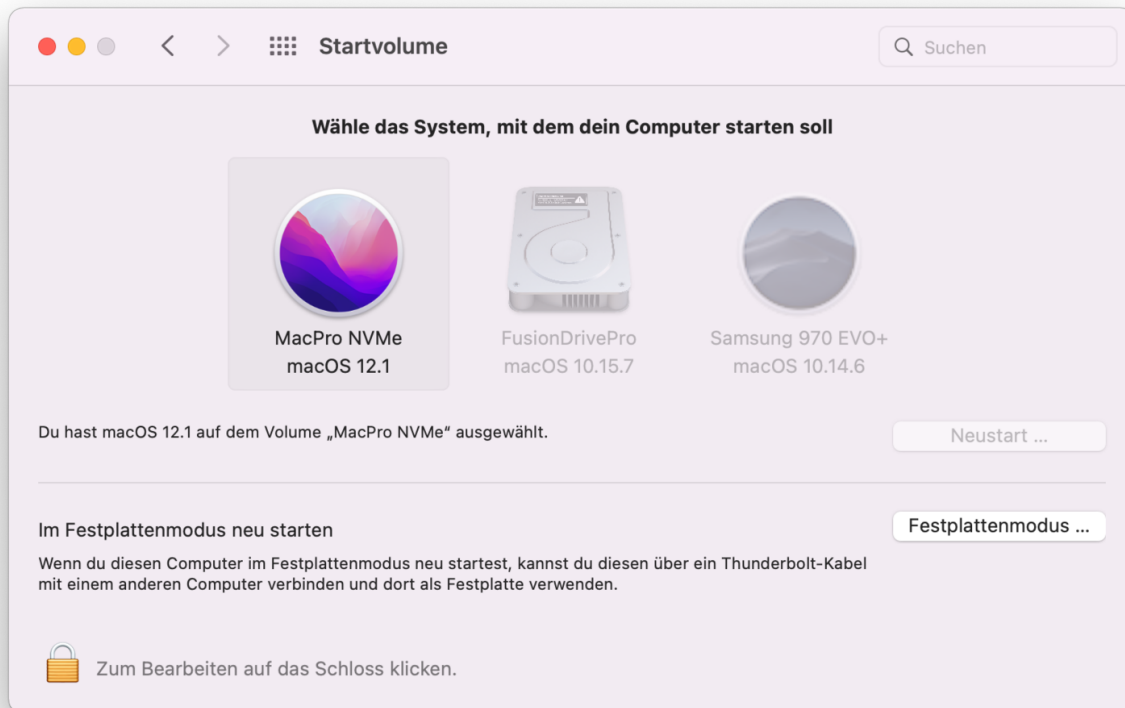 Startvolume
Suchen
Wähle das System, mit dem dein Computer starten soll
MacPro NVMe
macOS 12.1
FusionDrivePro
macOS 10.15.7
Samsung 970 EVO+
macOS 10.14.6
Du hast macOS 12.1 auf dem Volume „MacPro NVMe“ ausgewählt.
Neustart ...
Im Festplattenmodus neu starten
Festplattenmodus ...
Wenn du diesen Computer im Festplattenmodus neu startest, kannst du diesen über ein Thunderbolt-Kabel
mit einem anderen Computer verbinden und dort als Festplatte verwenden.
Zum Bearbeiten auf das Schloss klicken.